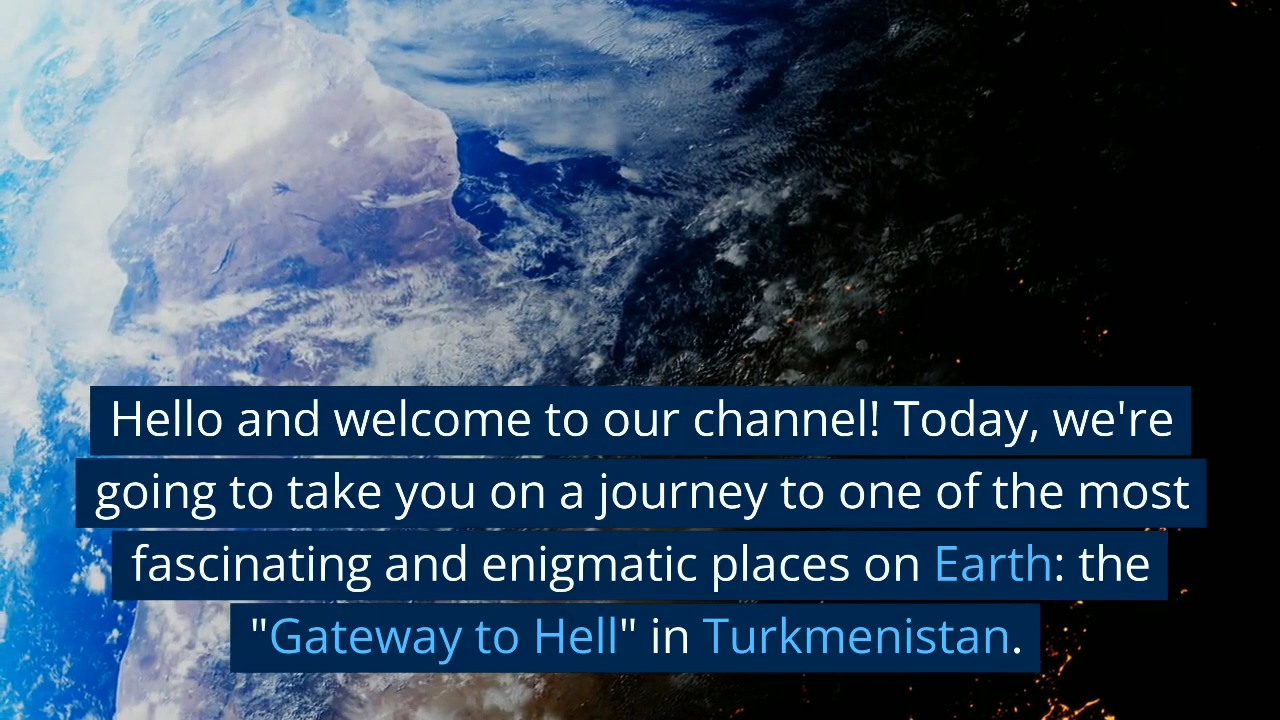 Hello and welcome to our channel! Today, we're
going to take you on a journey to one of the most
fascinating and enigmatic places on Earth: the
"Gateway to Hell" in Turkmenistan.